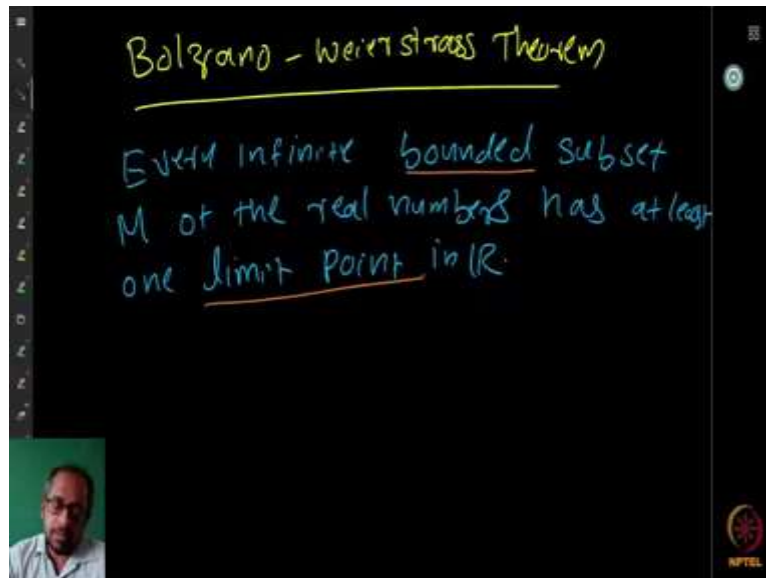 Bolzano - Weierstrass Theorem
Every infinite bounded subset
M of the real numbers has at least
one limit point in IR.
NPTEL